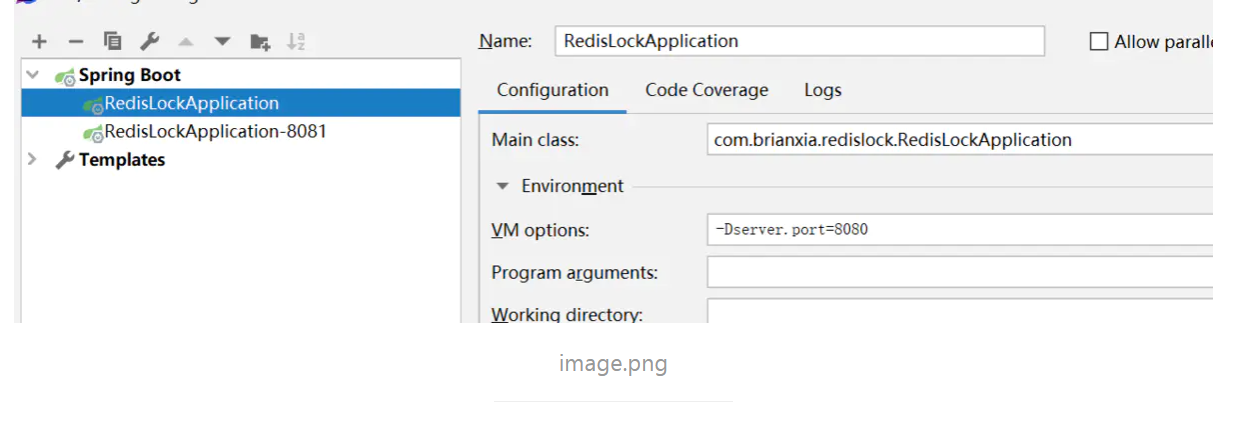 Name: RedisLockApplication Allow paralle
Spring Boot
RedisLockApplication
RedisLockApplication-8081
Templates
Configuration Code Coverage Logs
Main class: com.brianxia.redislock.RedisLockApplication
Environment
VM options: -Dserver.port=8080
Program arguments:
Working directory:
image.png